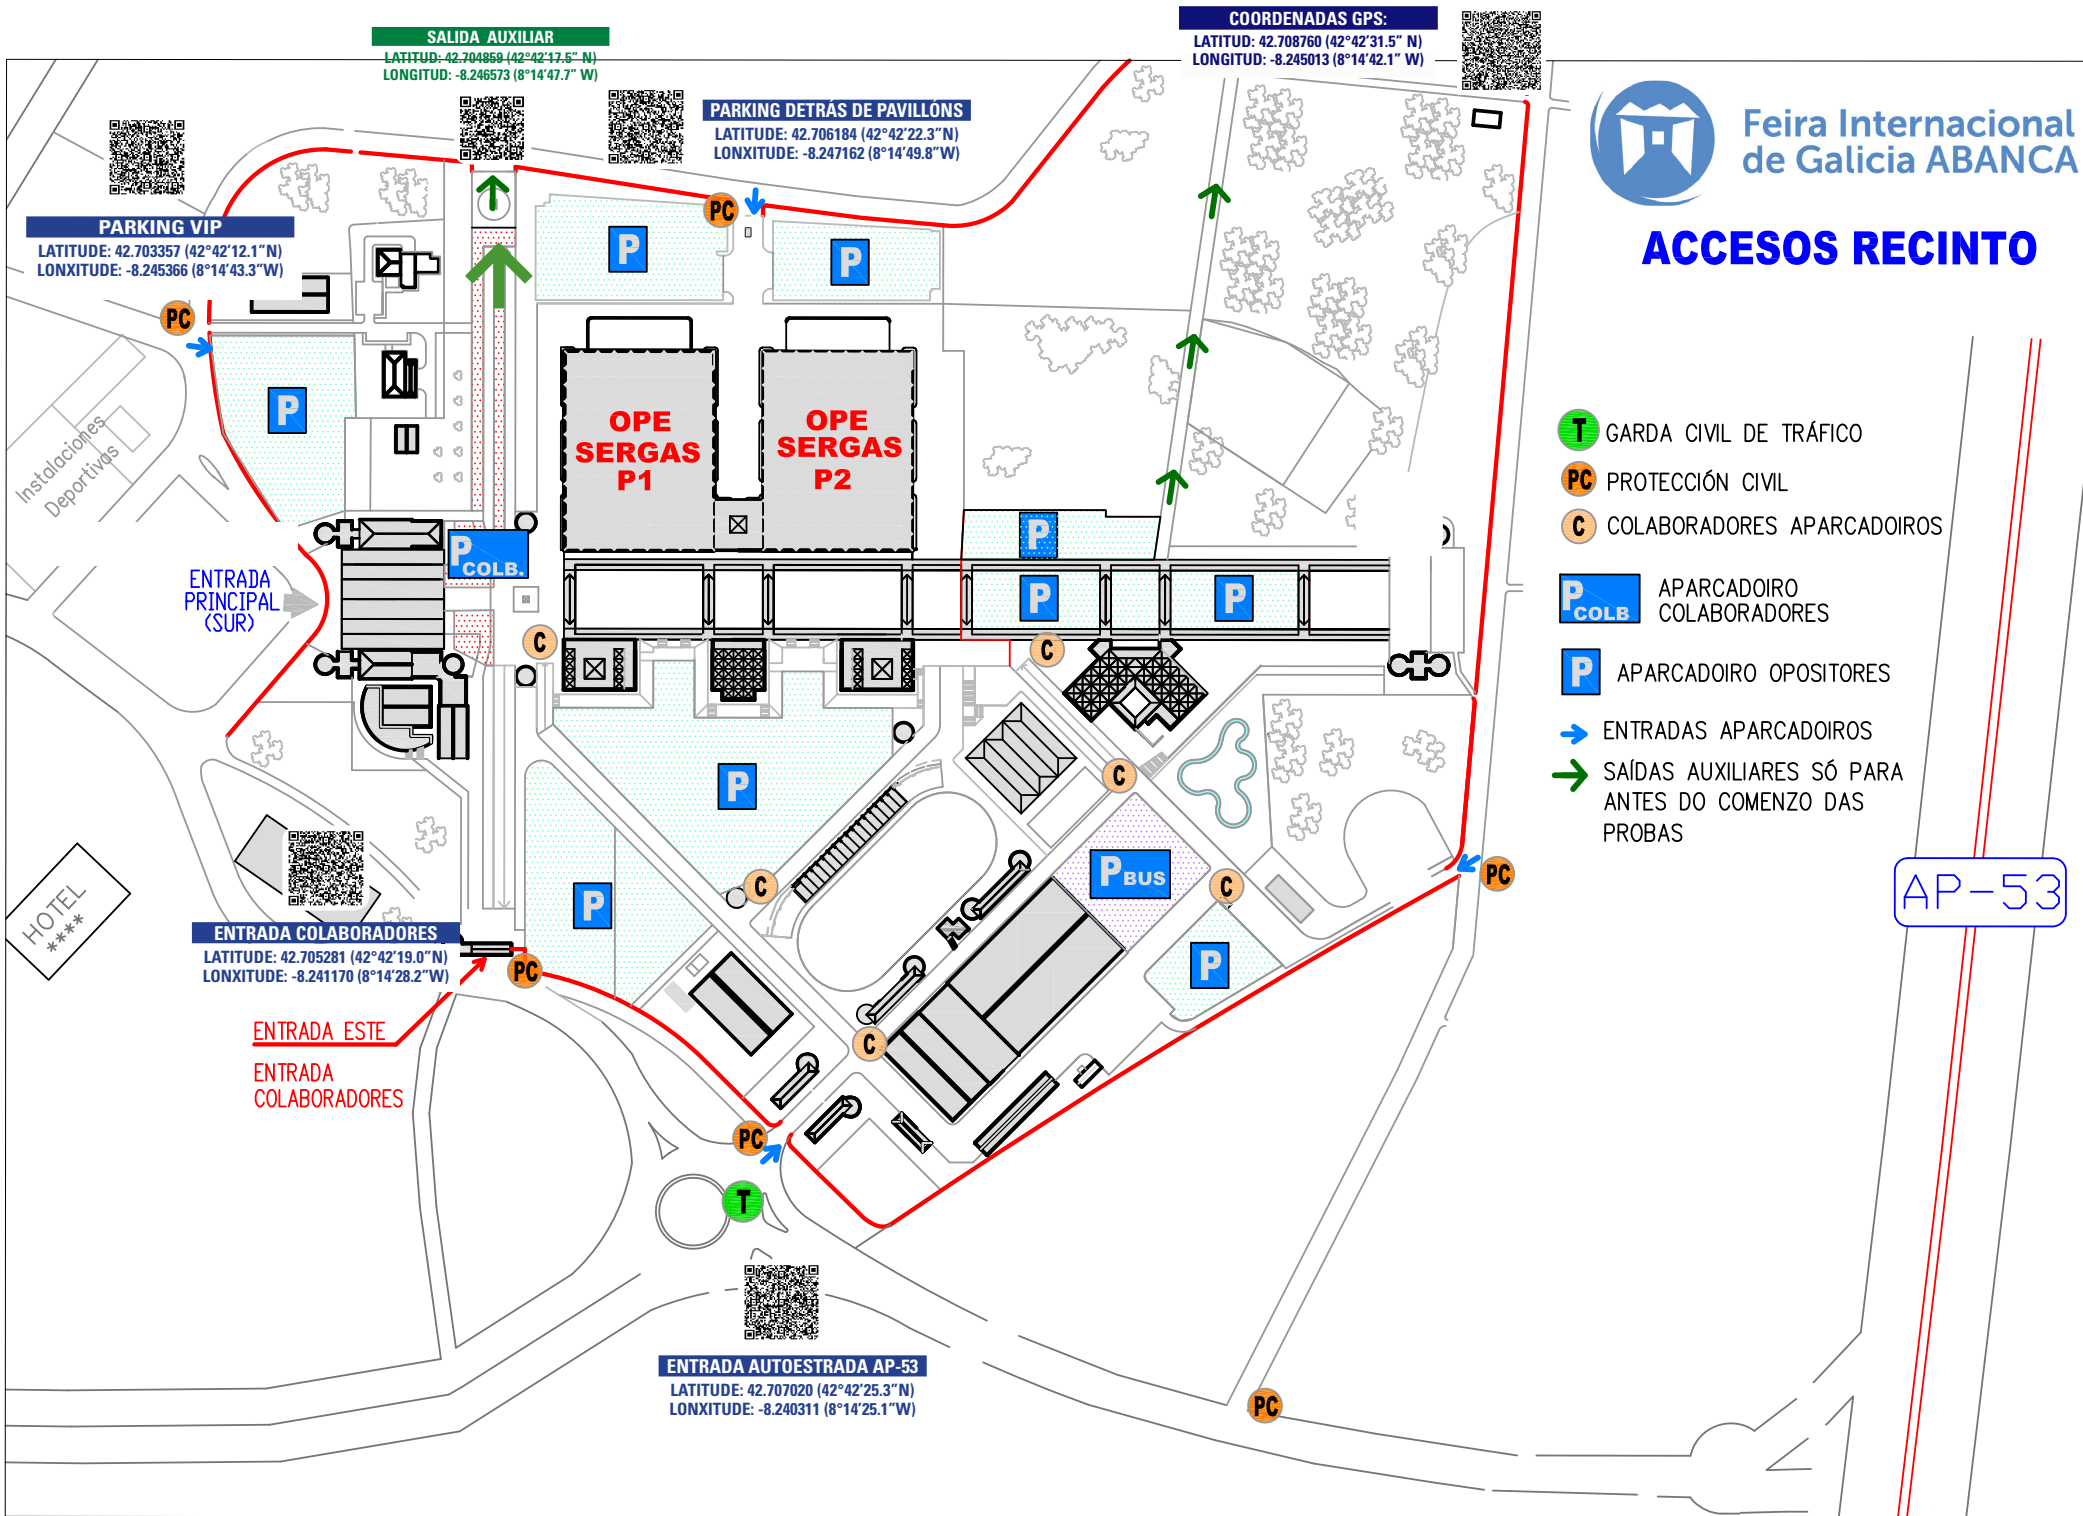 SALIDA AUXILIAR
LATITUD: 42.704859 (42°42'17.5" N)
LONGITUD: -8.246573 (8°14'47.7" W)
COORDENADAS GPS:
LATITUD: 42.708760 (42°42'31.5" N)
LONGITUD: -8.245013 (8°14'42.1" W)
PARKING DETRÁS DE PAVILLÓNS
LATITUDE: 42.706184 (42°42'22.3"N)
LONXITUDE: -8.247162 (8°14'49.8"W)
Feira Internacional
de Galicia ABANCA
ACCESOS RECINTO
PARKING VIP
LATITUDE: 42.703357 (42°42'12.1"N)
LONXITUDE: -8.245366 (8°14'43.3"W)
PC
PC
P
P
P
Instalaciones
Deportivas
OPE
SERGAS
P1
OPE
SERGAS
P2
T GARDA CIVIL DE TRÁFICO
PC PROTECCIÓN CIVIL
C COLABORADORES APARCADOIROS
P COLB APARCADOIRO
COLABORADORES
P APARCADOIRO OPOSITORES
ENTRADAS APARCADOIROS
SAÍDAS AUXILIARES SÓ PARA
ANTES DO COMENZO DAS
PROBAS
P COLB.
P
P
P
ENTRADA
PRINCIPAL
(SUR)
C
C
P
C
P BUS
C
C
PC
AP-53
HOTEL
****
P
P
ENTRADA COLABORADORES
LATITUDE: 42.705281 (42°42'19.0"N)
LONXITUDE: -8.241170 (8°14'28.2"W)
PC
ENTRADA ESTE
ENTRADA
COLABORADORES
C
PC
T
ENTRADA AUTOESTRADA AP-53
LATITUDE: 42.707020 (42°42'25.3"N)
LONXITUDE: -8.240311 (8°14'25.1"W)
PC